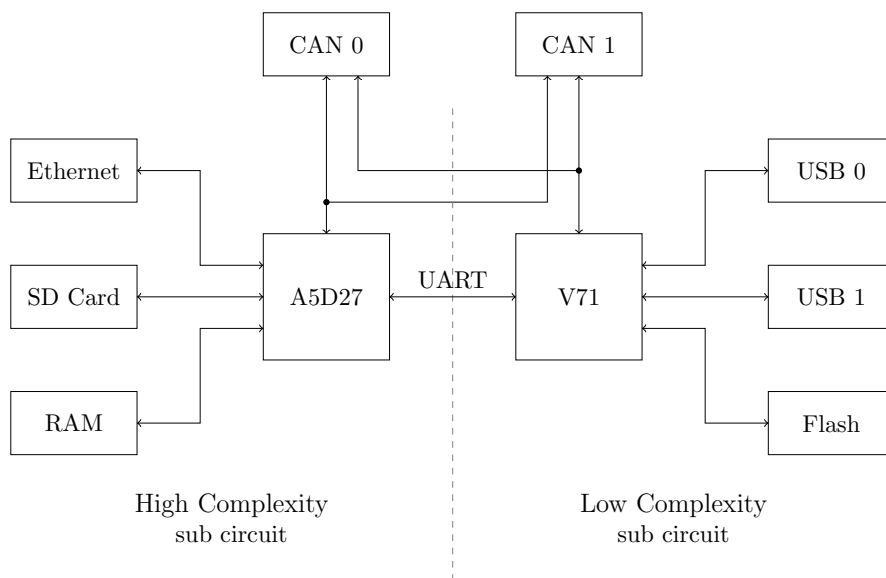 CAN 0
CAN 1
Ethernet
USB 0
SD Card
A5D27
UART
V71
USB 1
RAM
Flash
High Complexity
sub circuit
Low Complexity
sub circuit